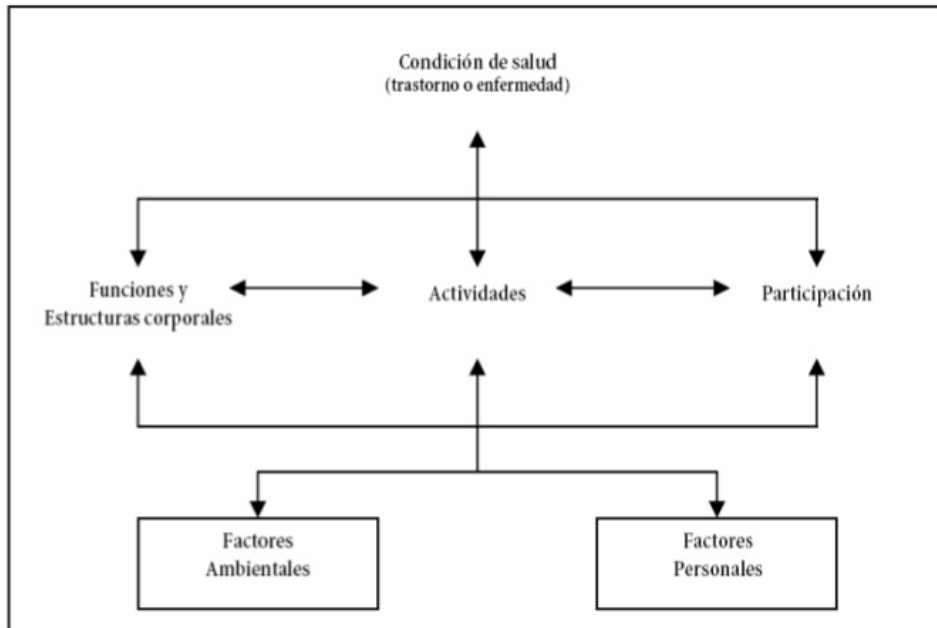 Condición de salud
(trastorno o enfermedad)
Funciones y
Estructuras corporales
Actividades
Participación
Factores
Ambientales
Factores
Personales